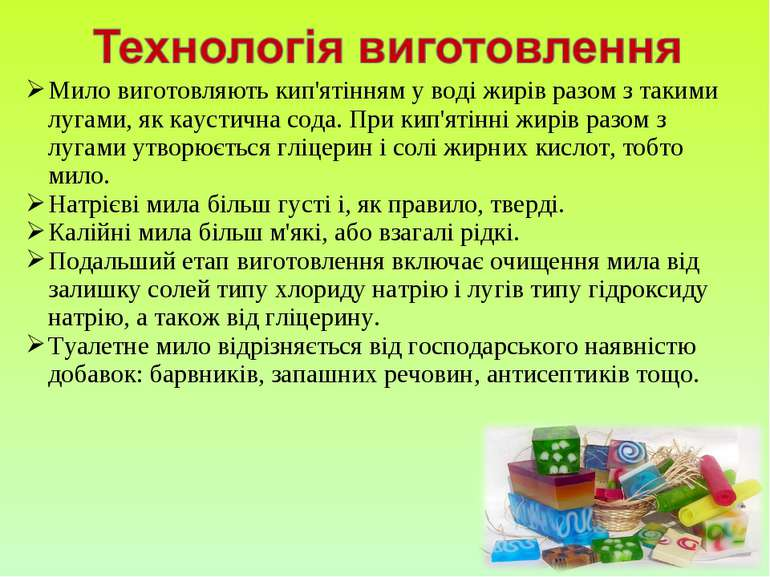 Технологія виготовлення
➢Мило виготовляють кип'ятінням у воді жирів разом з такими
лугами, як каустична сода. При кип'ятінні жирів разом з
лугами утворюється гліцерин і солі жирних кислот, тобто
мило.
➢Натрієві мила більш густі і, як правило, тверді.
➢Калійні мила більш м'які, або взагалі рідкі.
➢Подальший етап виготовлення включає очищення мила від
залишку солей типу хлориду натрію і лугів типу гідроксиду
натрію, а також від гліцерину.
➢Туалетне мило відрізняється від господарського наявністю
добавок: барвників, запашних речовин, антисептиків тощо.